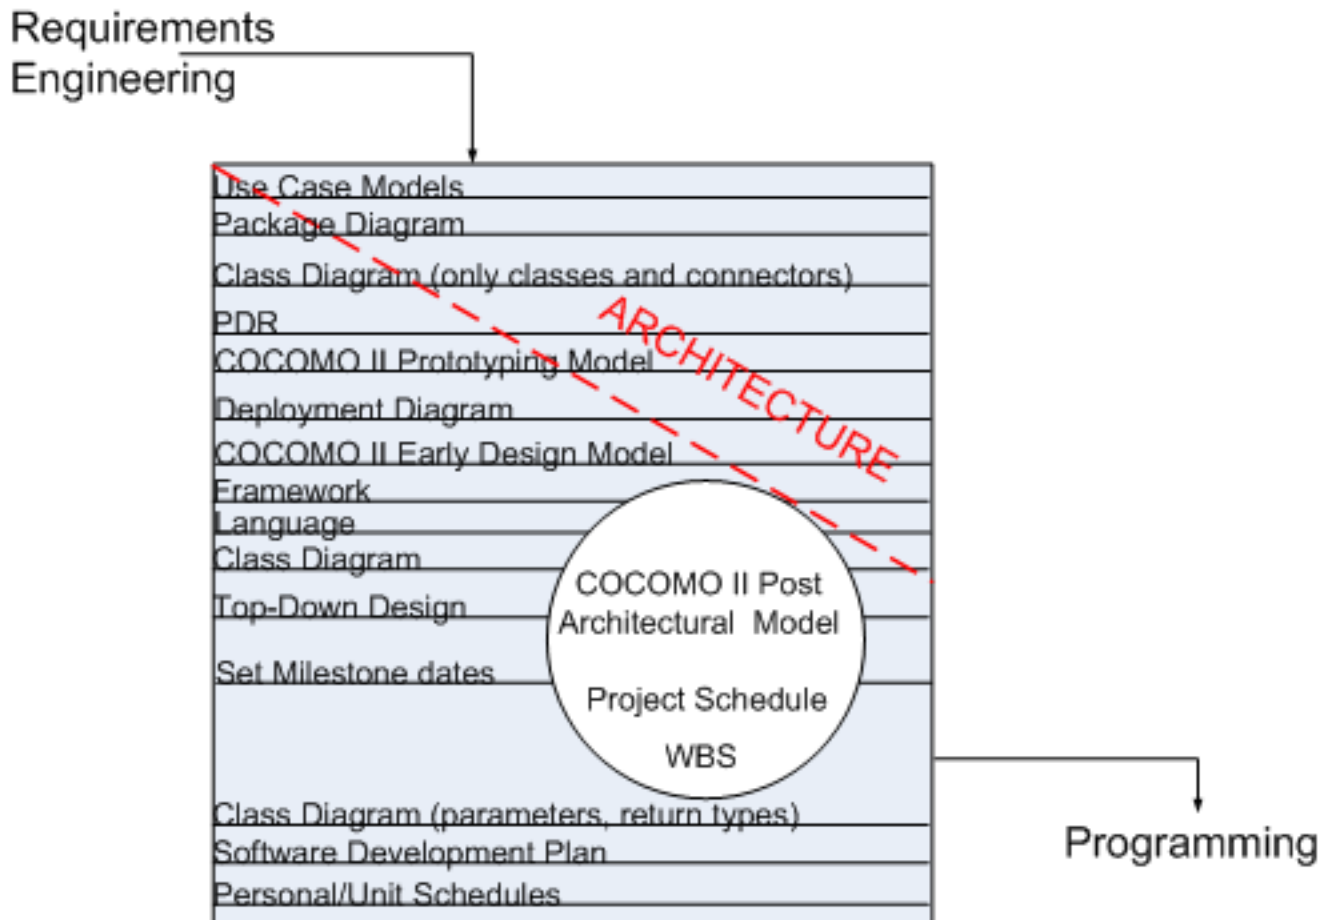 Requirements
Engineering
Use Case Models
Package Diagram
Class Diagram (only classes and connectors)
PDR
COCOMO II Prototyping Model
Deployment Diagram
COCOMO II Early Design Model
ARCHITECTURE
Framework
Language
Class Diagram
Top-Down Design
Set Milestone dates
COCOMO II Post
Architectural Model
Project Schedule
WBS
Class Diagram (parameters, return types)
Software Development Plan
Personal/Unit Schedules
Programming